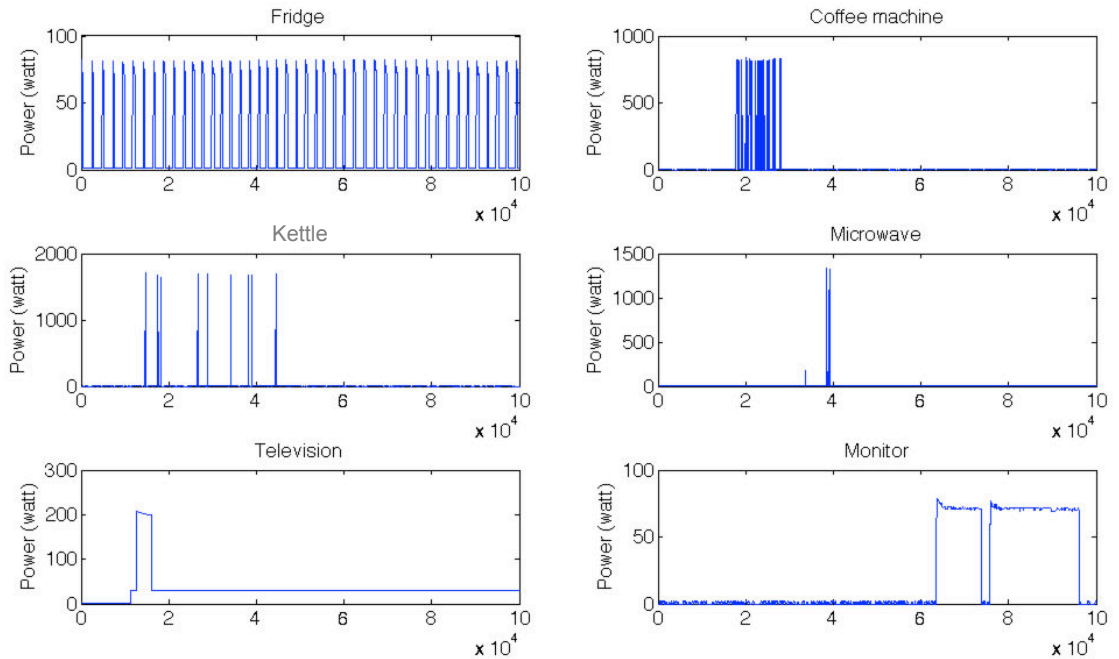 Fridge
Power (watt)
100
50
0
0 2 4 6 8 10
x 10^4
Coffee machine
Power (watt)
1000
500
0
0 2 4 6 8 10
x 10^4
Kettle
Power (watt)
2000
1000
0
0 2 4 6 8 10
x 10^4
Microwave
Power (watt)
1500
1000
500
0
0 2 4 6 8 10
x 10^4
Television
Power (watt)
300
200
100
0
0 2 4 6 8 10
x 10^4
Monitor
Power (watt)
100
50
0
0 2 4 6 8 10
x 10^4